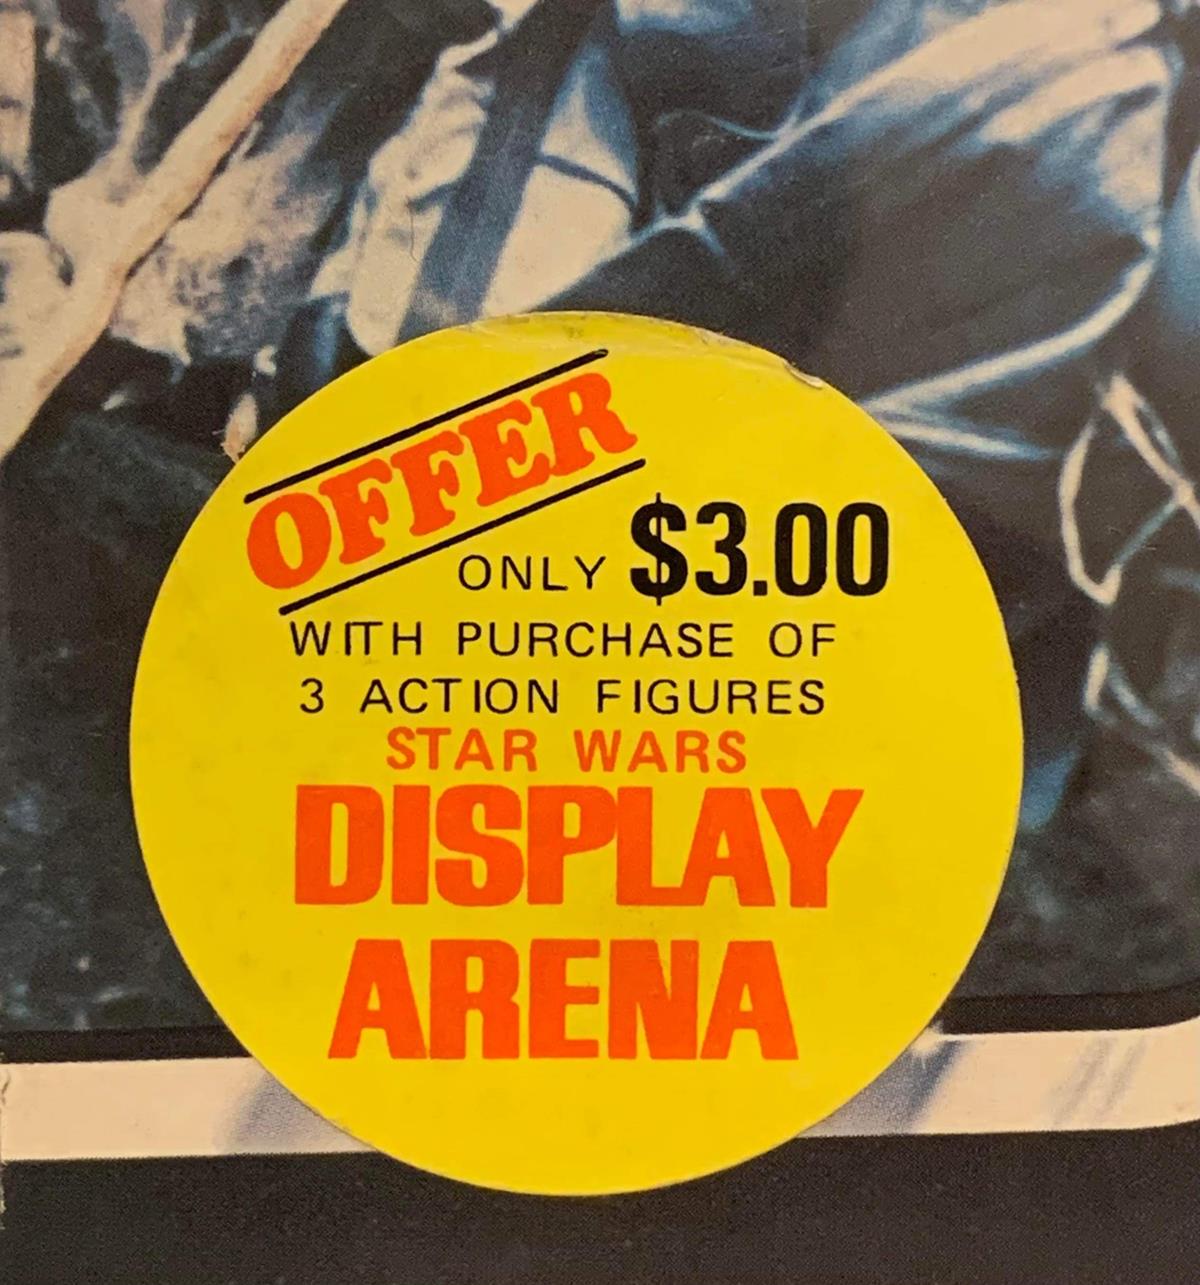 OFFER
ONLY $3.00
WITH PURCHASE OF
3 ACTION FIGURES
STAR WARS
DISPLAY
ARENA